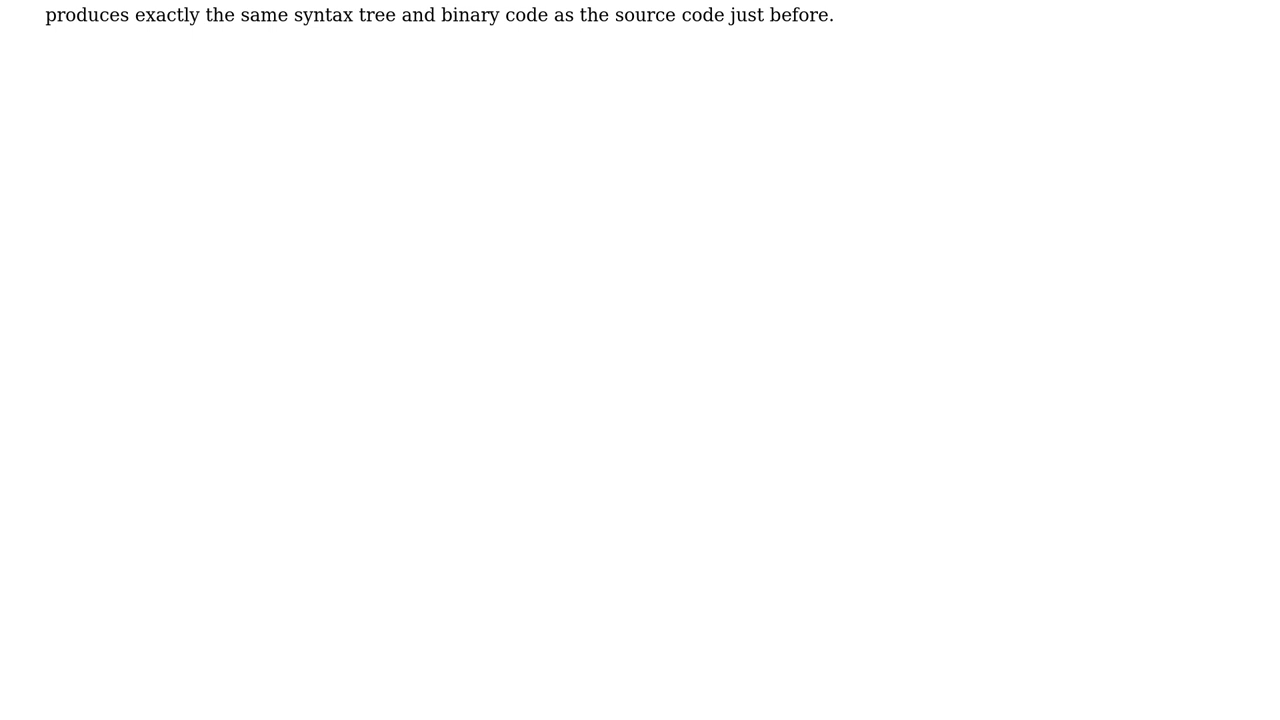 produces exactly the same syntax tree and binary code as the source code just before.